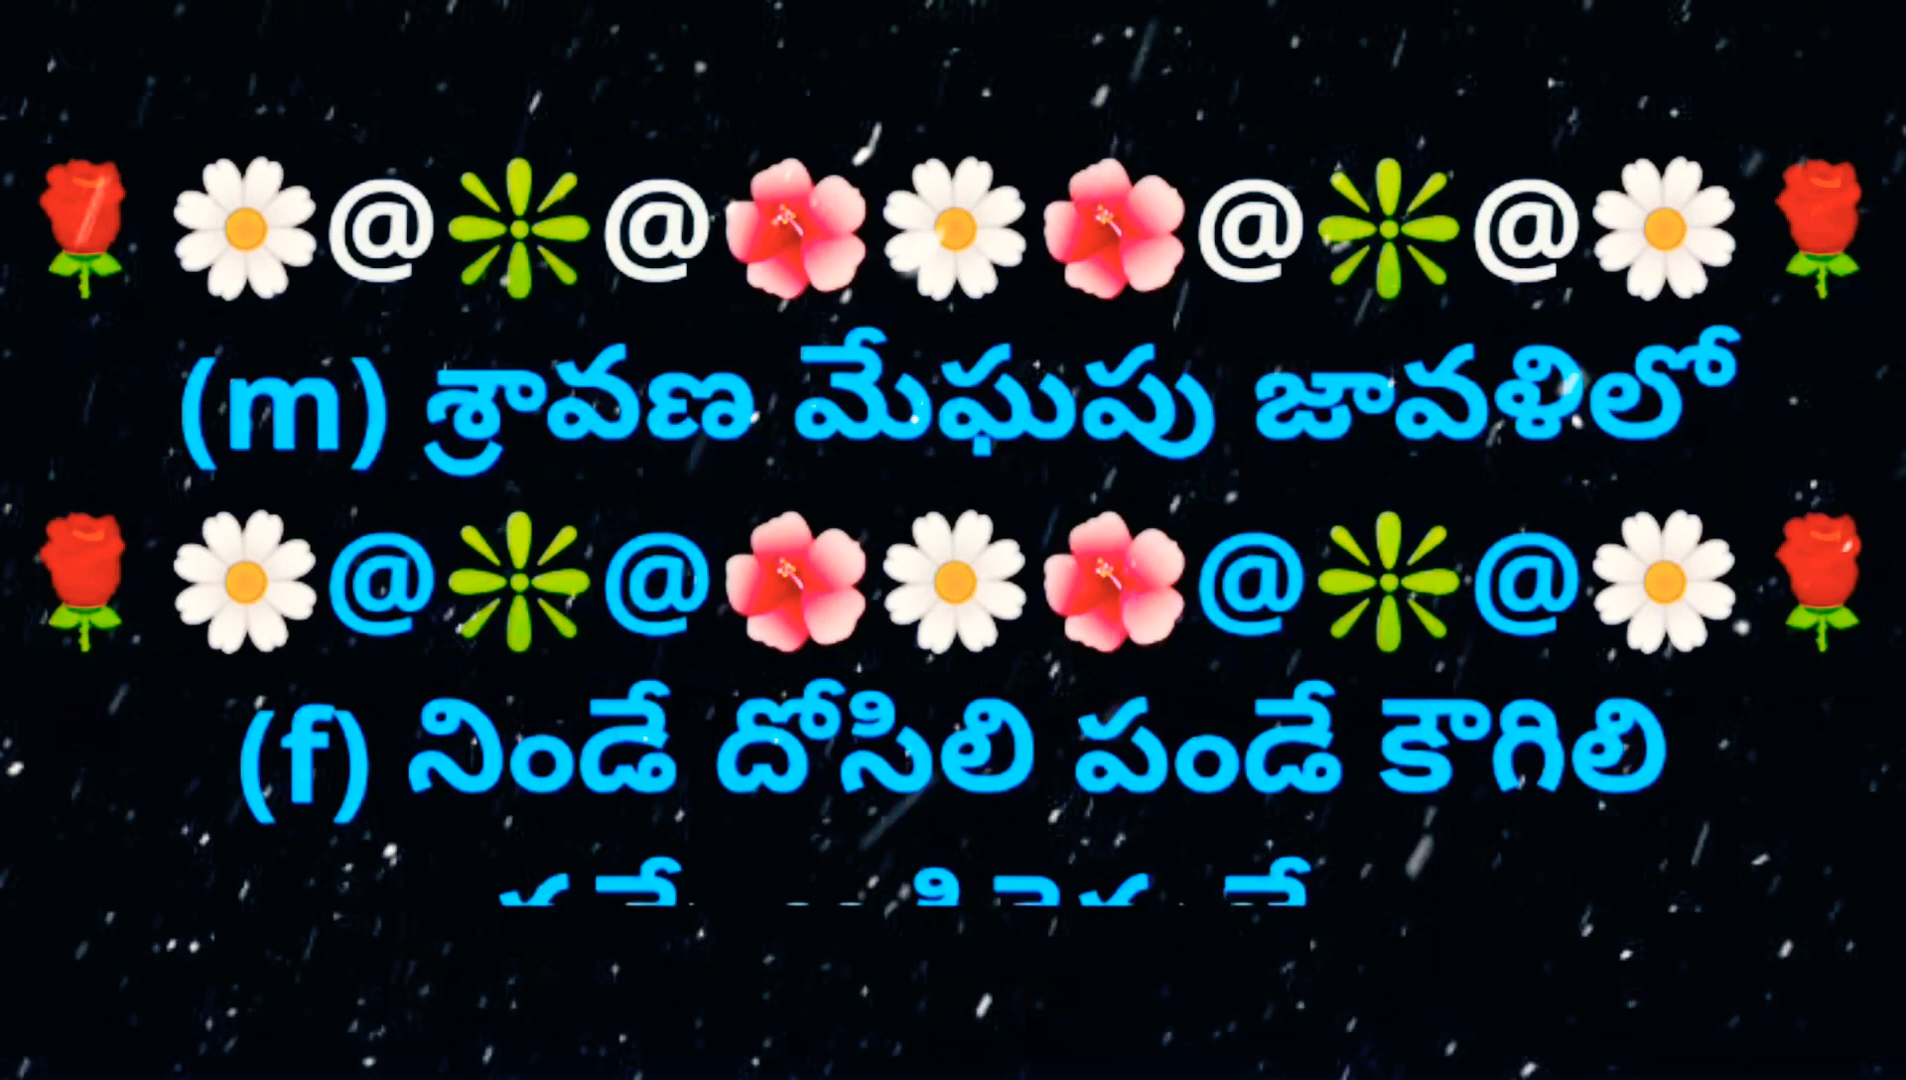 🌹 🌼@❇@🌺🌼🌺@❇@🌼 🌹
(m) శ్రావణ మేఘపు జావళిలో
🌹 🌼@❇@🌺🌼🌺@❇@🌼 🌹
(f) నిండే దోసిలి పండే కౌగిలి